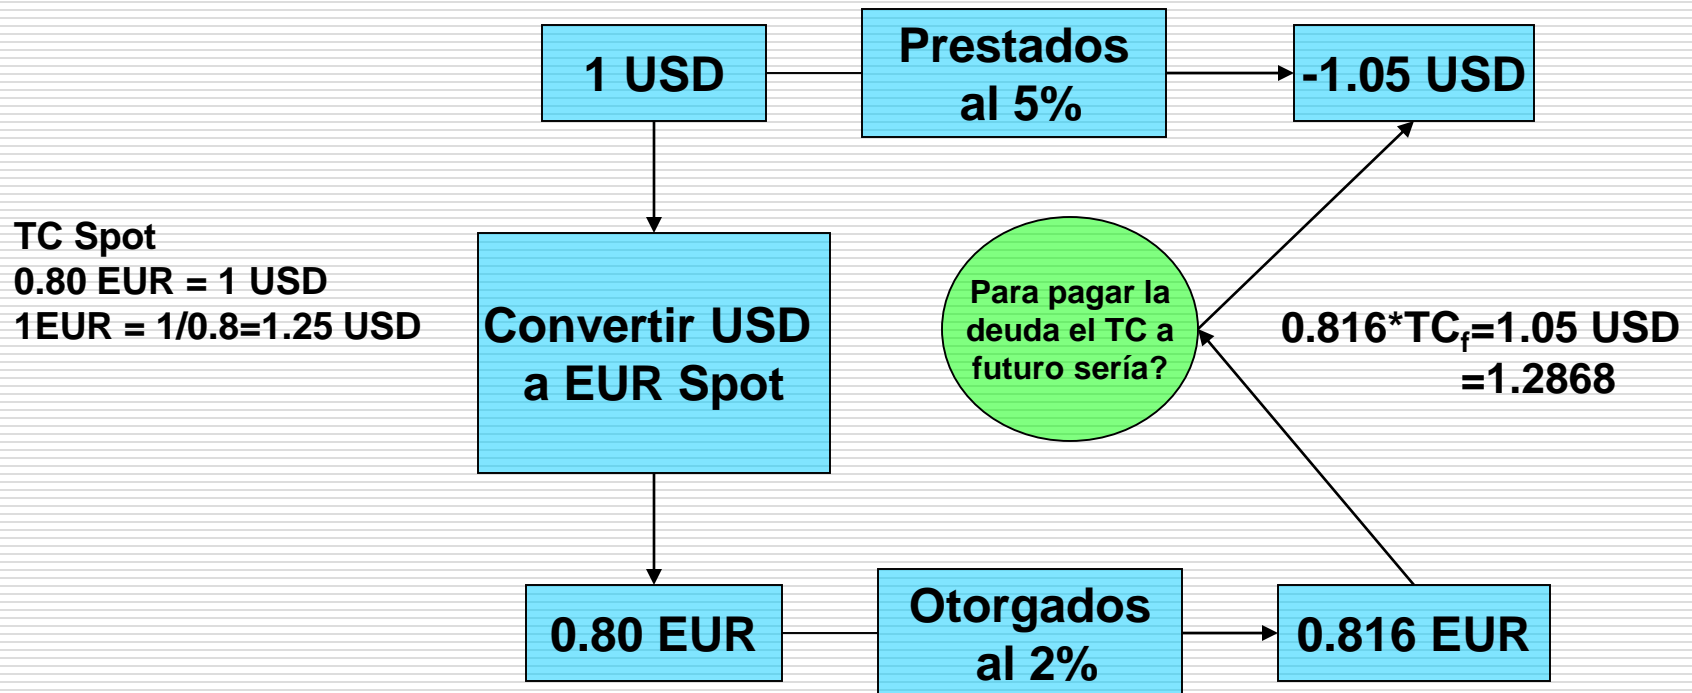 1 USD
Prestados
al 5%
-1.05 USD
TC Spot
0.80 EUR = 1 USD
1EUR = 1/0.8=1.25 USD
Convertir USD
a EUR Spot
Para pagar la
deuda el TC a
futuro sería?
0.816*TCf=1.05 USD
=1.2868
0.80 EUR
Otorgados
al 2%
0.816 EUR